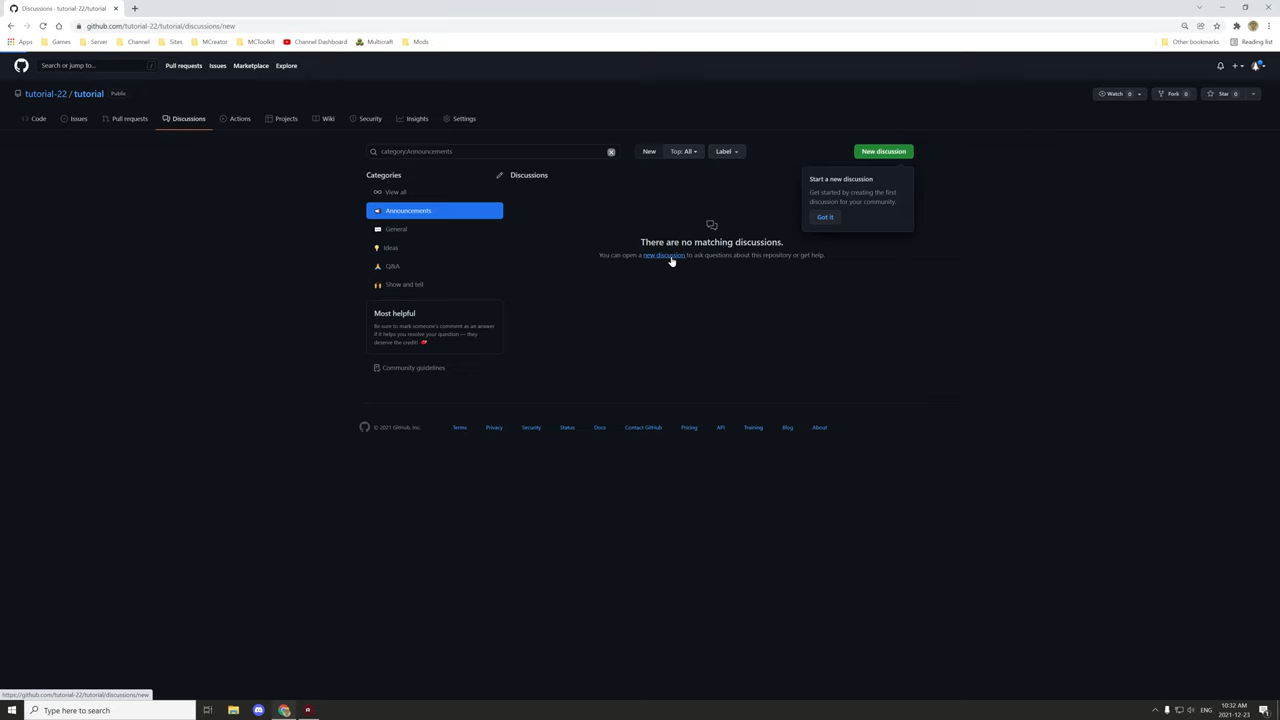 Discussions · tutorial-22/tutorial
github.com/tutorial-22/tutorial/discussions/new
Apps Games Server Channel Sites MCreator MCToolkit Channel Dashboard Multicraft Mods Other bookmarks Reading list
Search or jump to... / Pull requests Issues Marketplace Explore
tutorial-22 / tutorial Public Watch 0 Fork 0 Star 0
Code Issues Pull requests Discussions Actions Projects Wiki Security Insights Settings
category:Announcements New Top: All Label New discussion
Categories Discussions
View all
Announcements
General
Ideas
Q&A
Show and tell
Most helpful
Be sure to mark someone's comment as an answer
if it helps you resolve your question — they
deserve the credit!
Community guidelines
There are no matching discussions.
You can open a new discussion to ask questions about this repository or get help.
Start a new discussion
Get started by creating the first
discussion for your community.
Got it
© 2021 GitHub, Inc. Terms Privacy Security Status Docs Contact GitHub Pricing API Training Blog About
https://github.com/tutorial-22/tutorial/discussions/new
Type here to search ENG 10:32 AM
2021-12-23